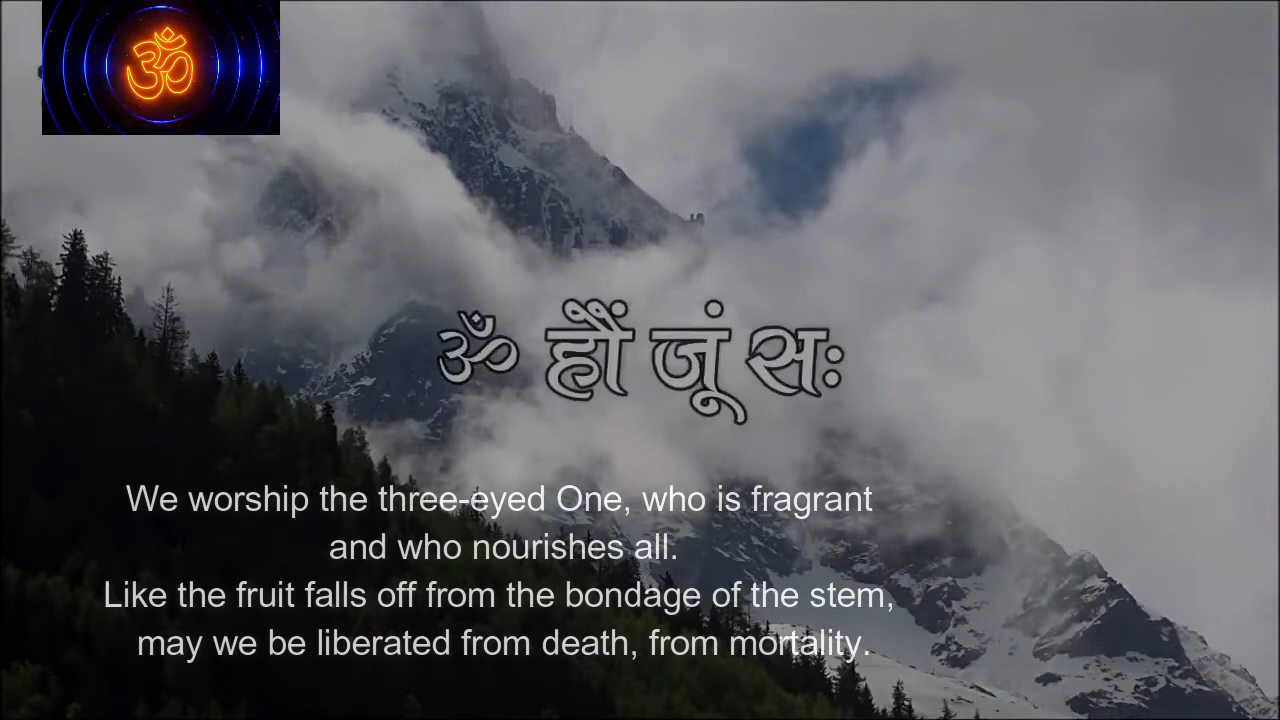 ॐ
ॐ हौं जूं सः
We worship the three-eyed One, who is fragrant
and who nourishes all.
Like the fruit falls off from the bondage of the stem,
may we be liberated from death, from mortality.